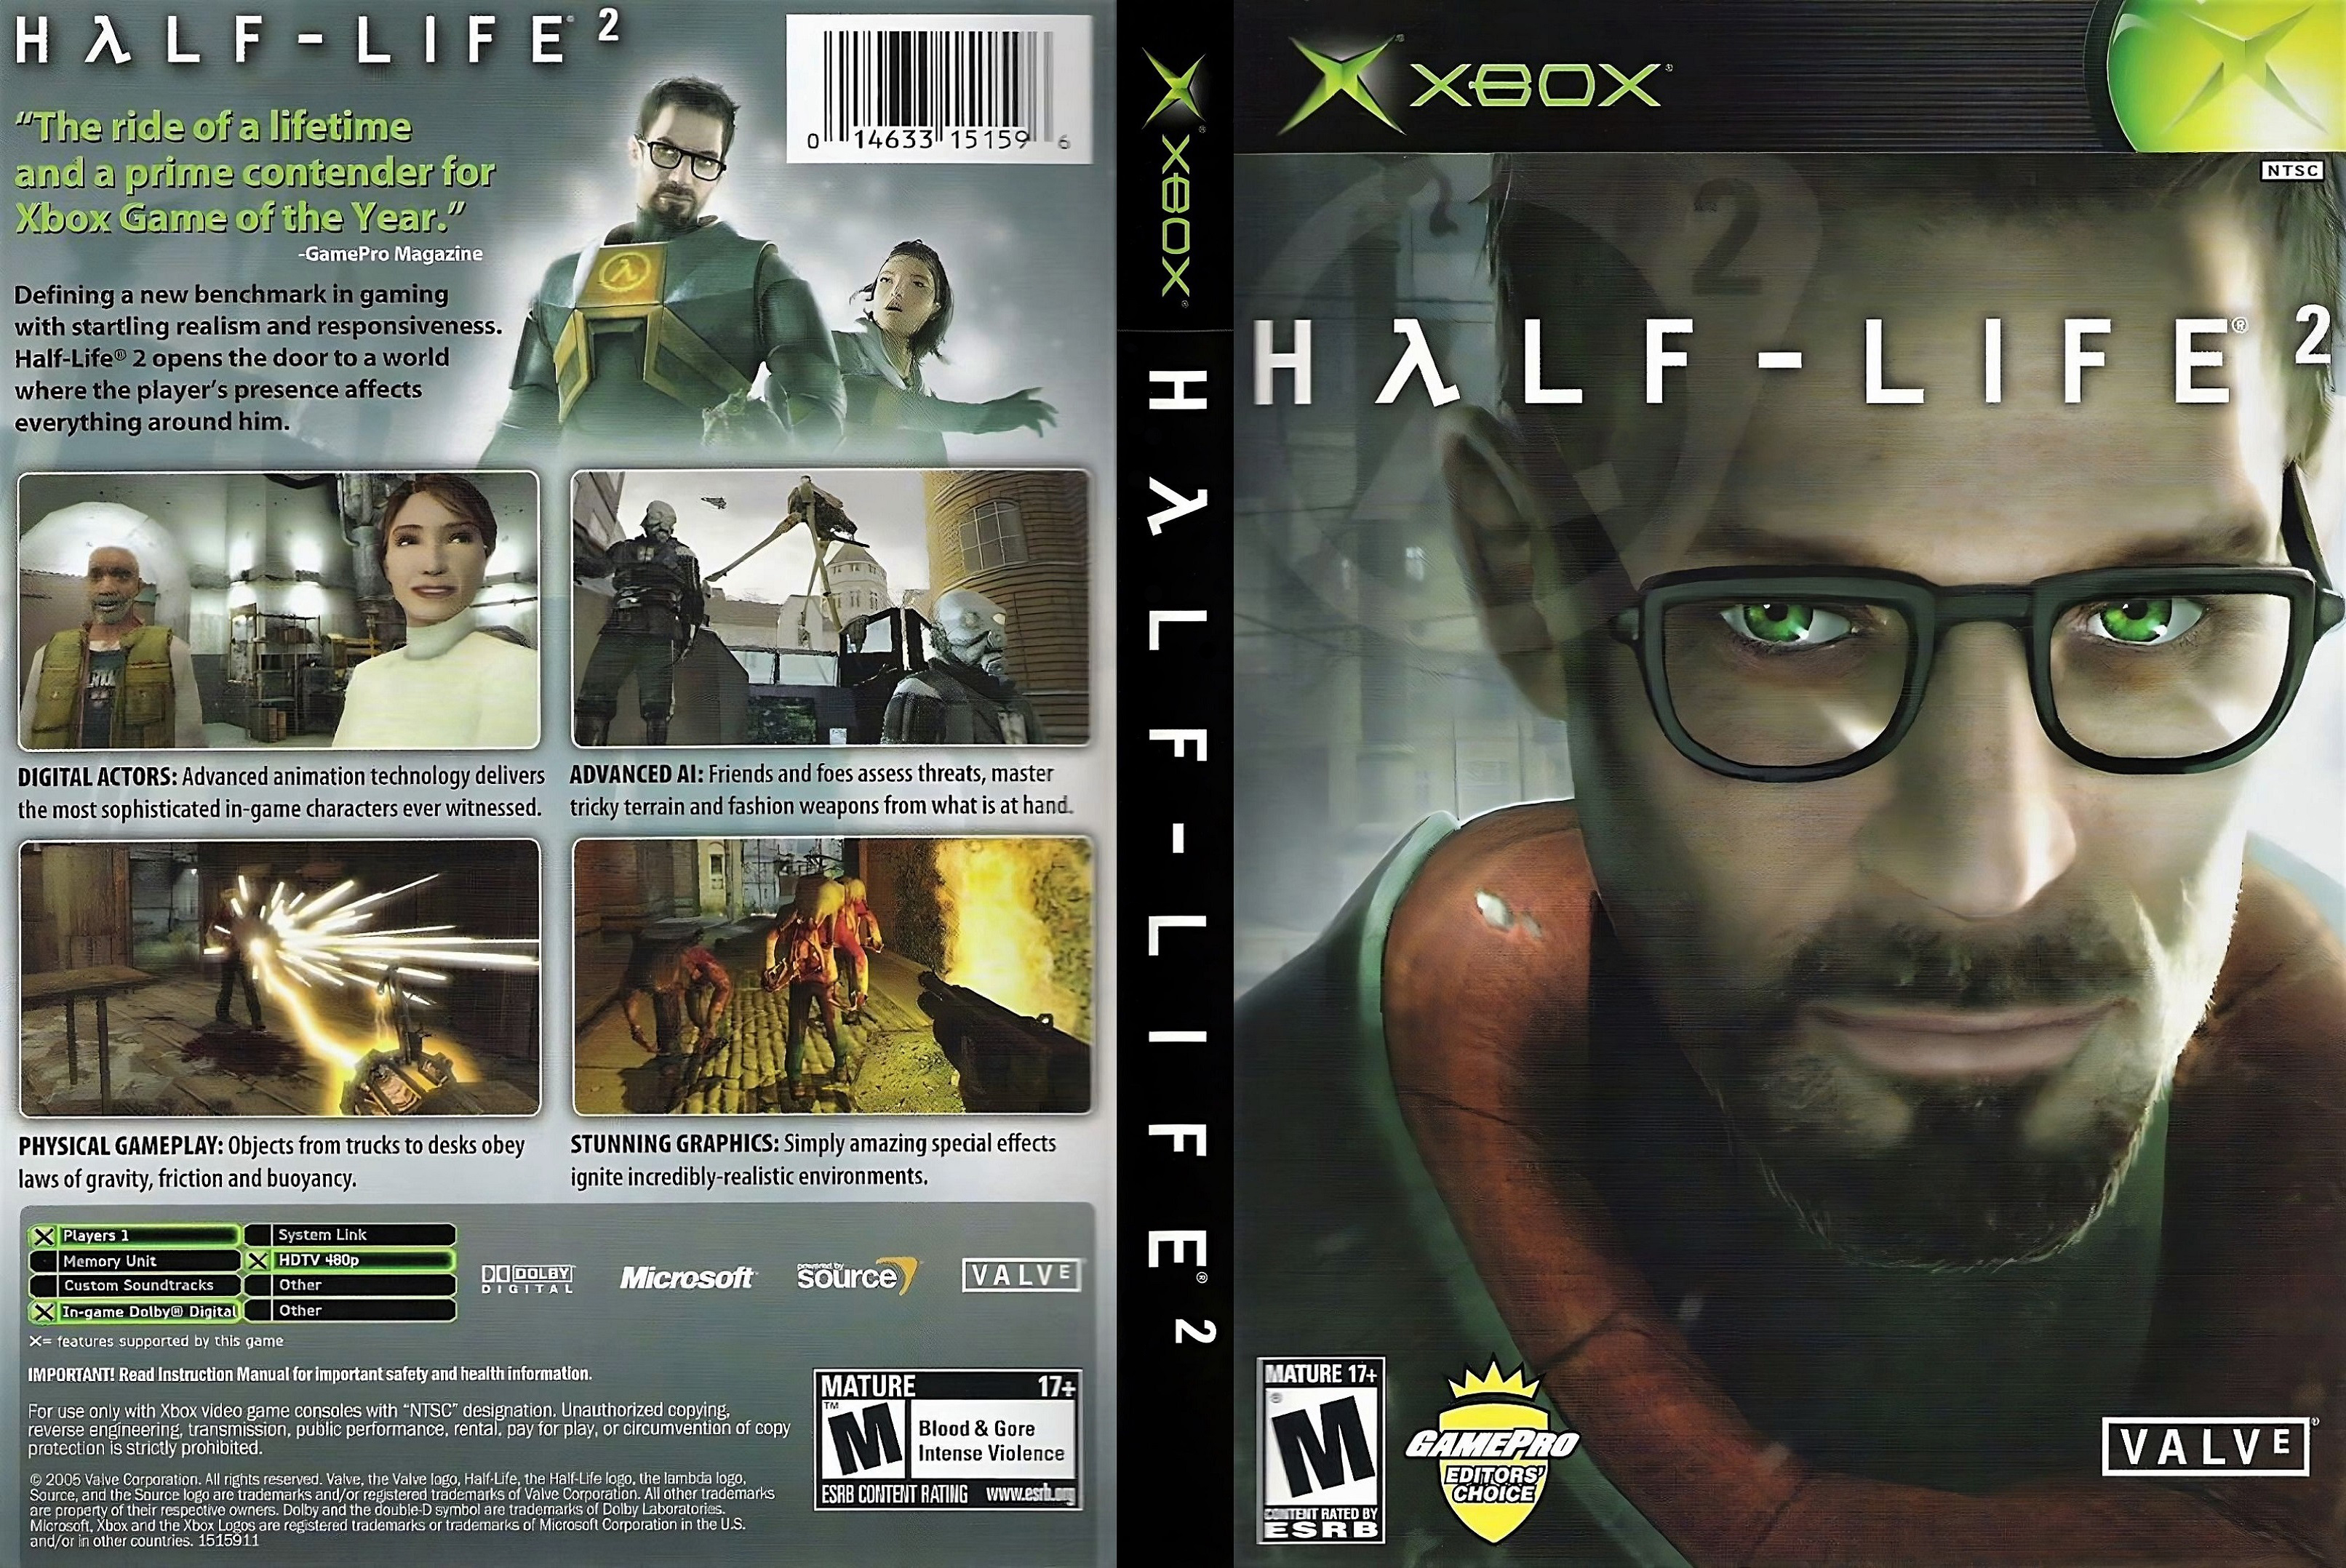 HλLF-LIFE® 2
0 14633 15159 6
"The ride of a lifetime
and a prime contender for
Xbox Game of the Year."
-GamePro Magazine
Defining a new benchmark in gaming
with startling realism and responsiveness.
Half-Life® 2 opens the door to a world
where the player's presence affects
everything around him.
DIGITAL ACTORS: Advanced animation technology delivers
the most sophisticated in-game characters ever witnessed.
ADVANCED AI: Friends and foes assess threats, master
tricky terrain and fashion weapons from what is at hand.
PHYSICAL GAMEPLAY: Objects from trucks to desks obey
laws of gravity, friction and buoyancy.
STUNNING GRAPHICS: Simply amazing special effects
ignite incredibly-realistic environments.
X Players 1
Memory Unit
Custom Soundtracks
X In-game Dolby® Digital
System Link
X HDTV 480p
Other
Other
X= features supported by this game
DOLBY
DIGITAL
Microsoft
powered by
source
VALVE
IMPORTANT! Read Instruction Manual for important safety and health information.
For use only with Xbox video game consoles with "NTSC" designation. Unauthorized copying,
reverse engineering, transmission, public performance, rental, pay for play, or circumvention of copy
protection is strictly prohibited.
© 2005 Valve Corporation. All rights reserved. Valve, the Valve logo, Half-Life, the Half-Life logo, the lambda logo,
Source, and the Source logo are trademarks and/or registered trademarks of Valve Corporation. All other trademarks
are property of their respective owners. Dolby and the double-D symbol are trademarks of Dolby Laboratories.
Microsoft, Xbox and the Xbox Logos are registered trademarks or trademarks of Microsoft Corporation in the U.S.
and/or in other countries. 1515911
MATURE 17+
M™
Blood & Gore
Intense Violence
ESRB CONTENT RATING www.esrb.org
XBOX®
HλLF-LIFE® 2
XBOX®
NTSC
2
HλLF-LIFE® 2
MATURE 17+
M®
CONTENT RATED BY
ESRB
GAMEPRO
EDITORS'
CHOICE
VALVE®